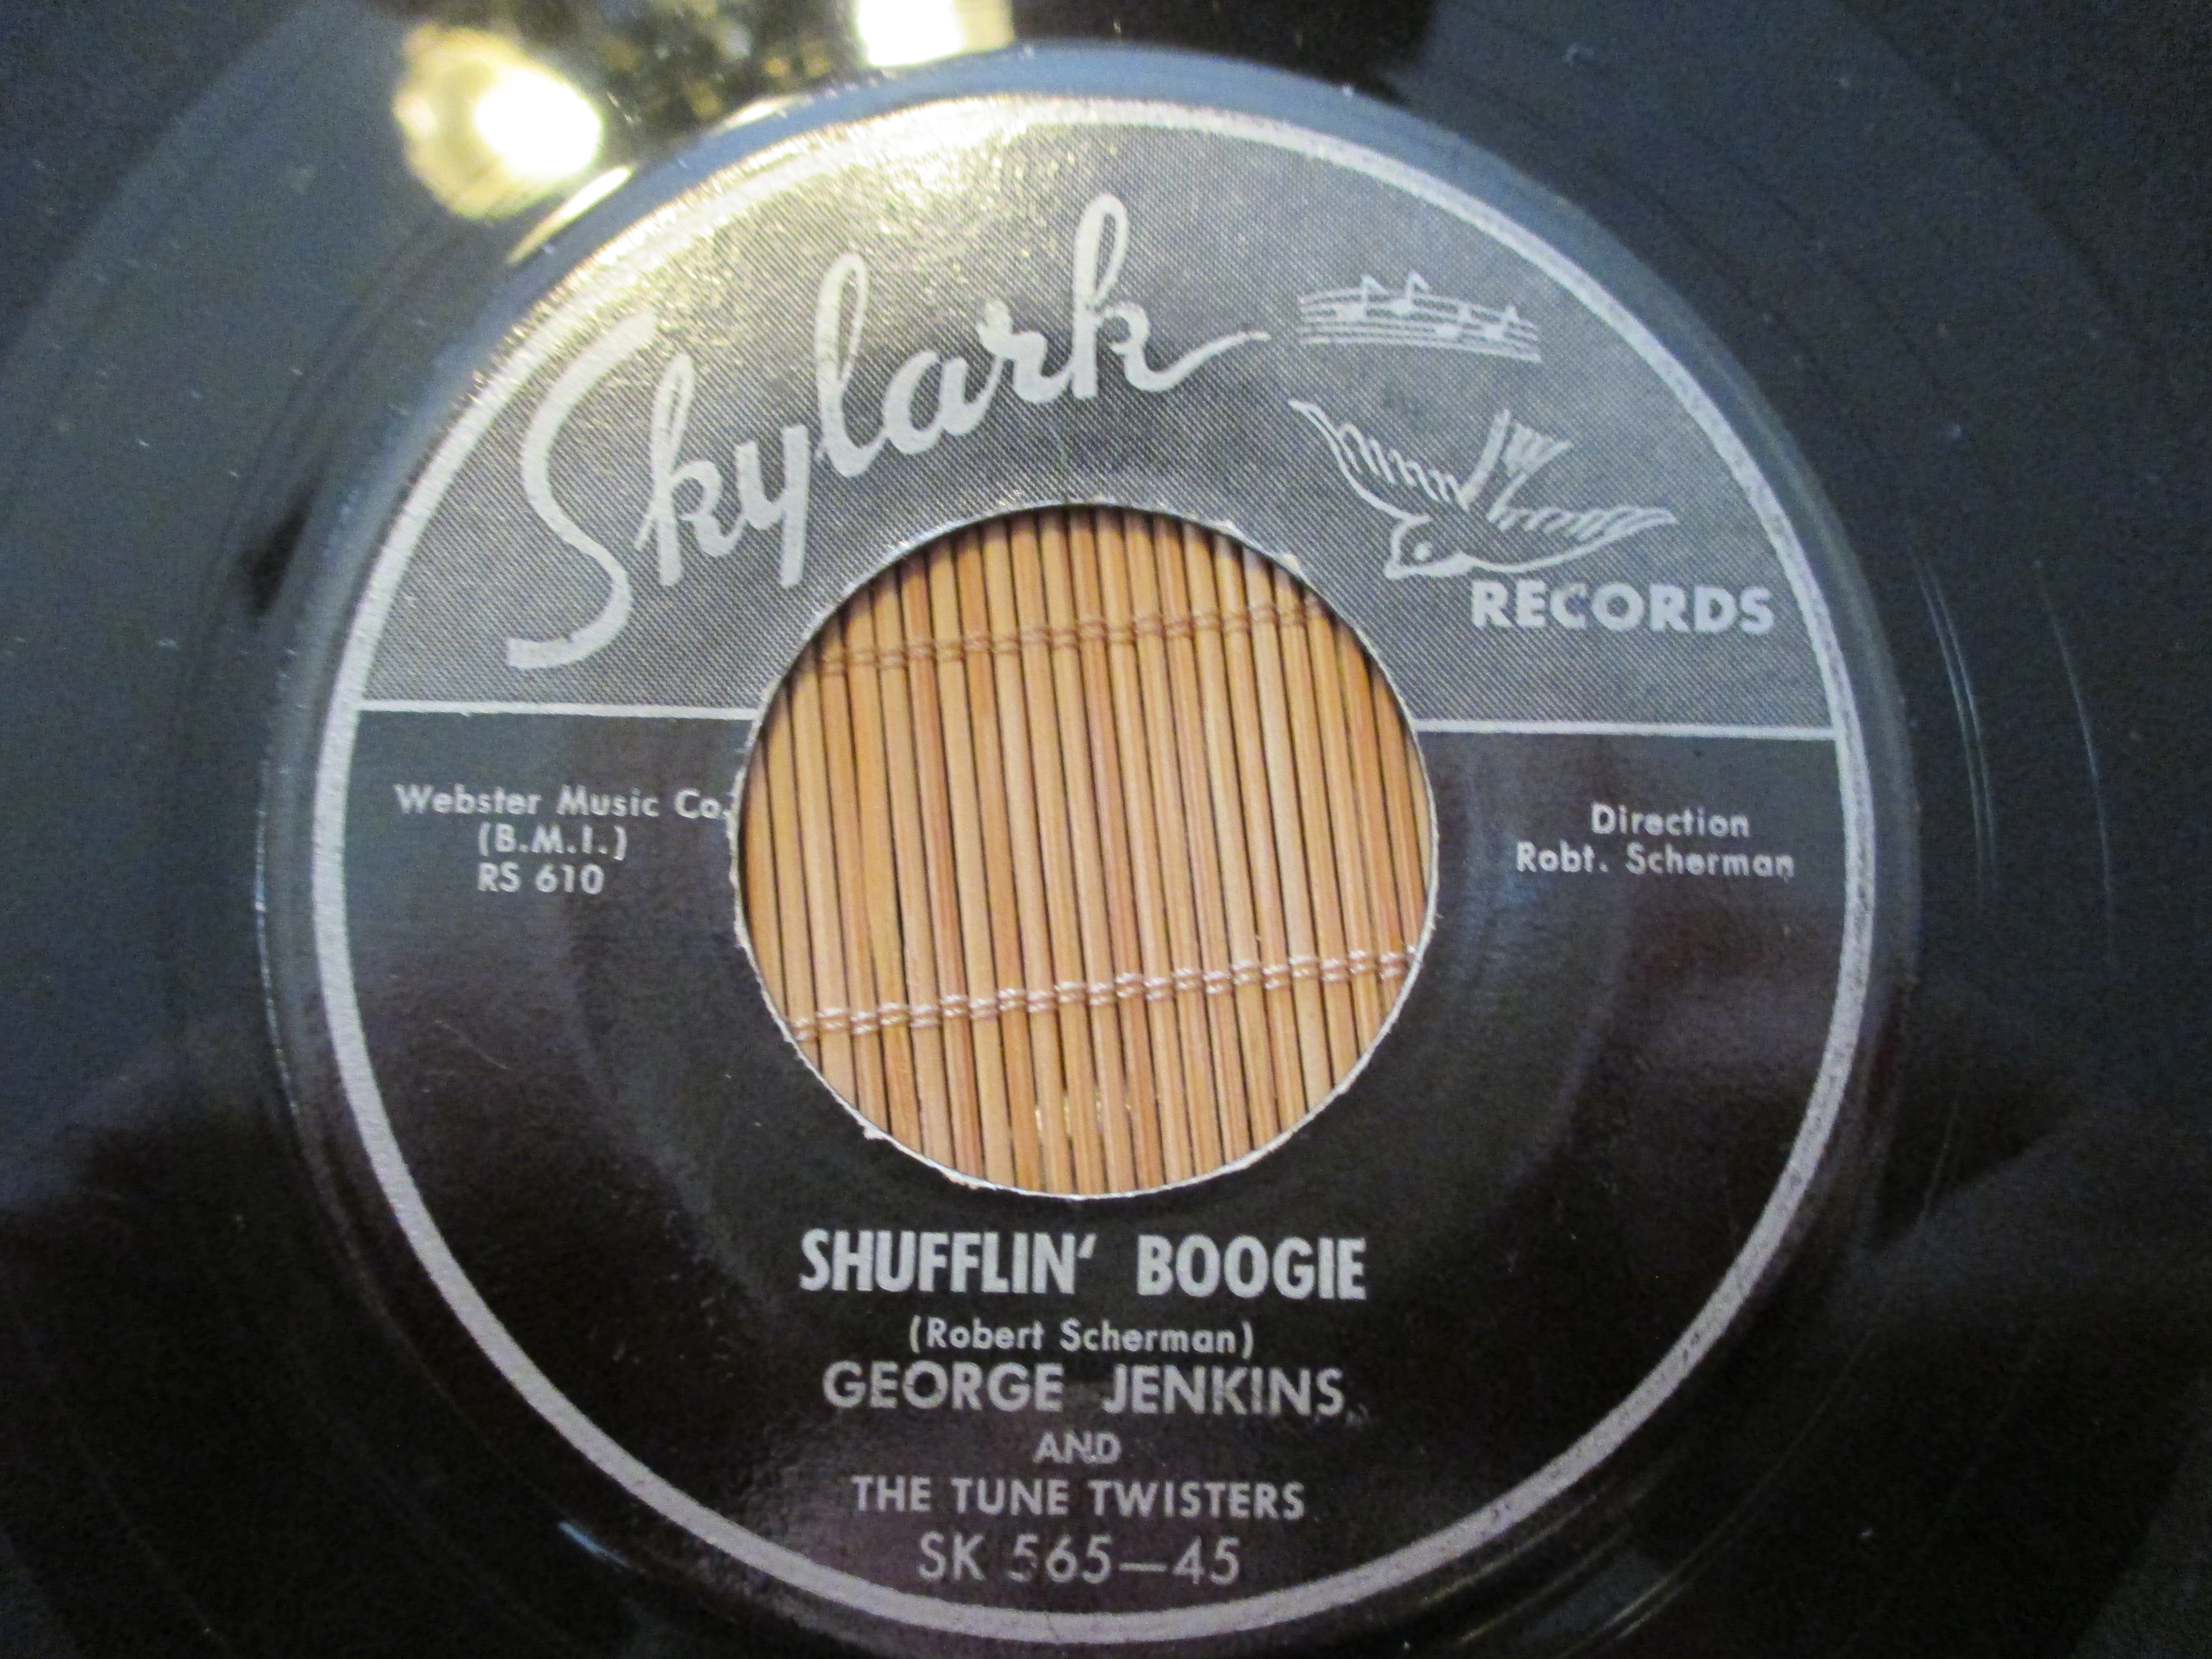 Skylark
RECORDS
Webster Music Co.
(B.M.I.)
RS 610
Direction
Robt. Scherman
SHUFFLIN' BOOGIE
(Robert Scherman)
GEORGE JENKINS
AND
THE TUNE TWISTERS
SK 565—45